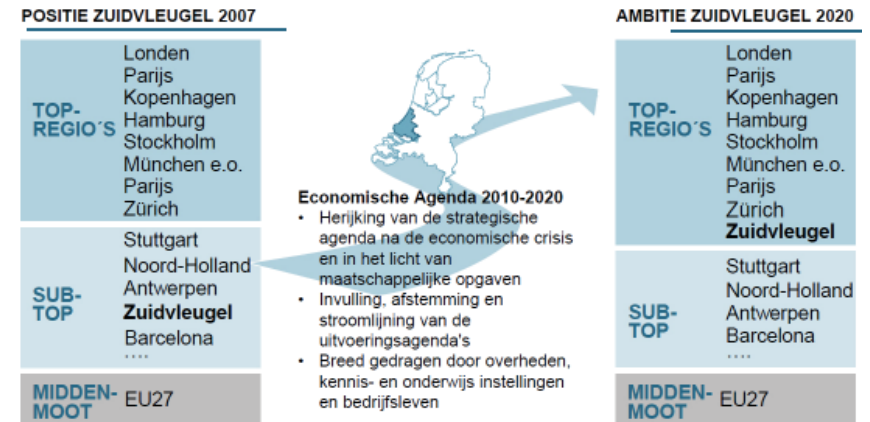 POSITIE ZUIDVLEUGEL 2007
TOP-
REGIO´S
Londen
Parijs
Kopenhagen
Hamburg
Stockholm
München e.o.
Parijs
Zürich
SUB-
TOP
Stuttgart
Noord-Holland
Antwerpen
Zuidvleugel
Barcelona
....
MIDDEN-
MOOT
EU27
Economische Agenda 2010-2020
• Herijking van de strategische
agenda na de economische crisis
en in het licht van
maatschappelijke opgaven
• Invulling, afstemming en
stroomlijning van de
uitvoeringsagenda's
• Breed gedragen door overheden,
kennis- en onderwijs instellingen
en bedrijfsleven
AMBITIE ZUIDVLEUGEL 2020
TOP-
REGIO´S
Londen
Parijs
Kopenhagen
Hamburg
Stockholm
München e.o.
Parijs
Zürich
Zuidvleugel
SUB-
TOP
Stuttgart
Noord-Holland
Antwerpen
Barcelona
....
MIDDEN-
MOOT
EU27